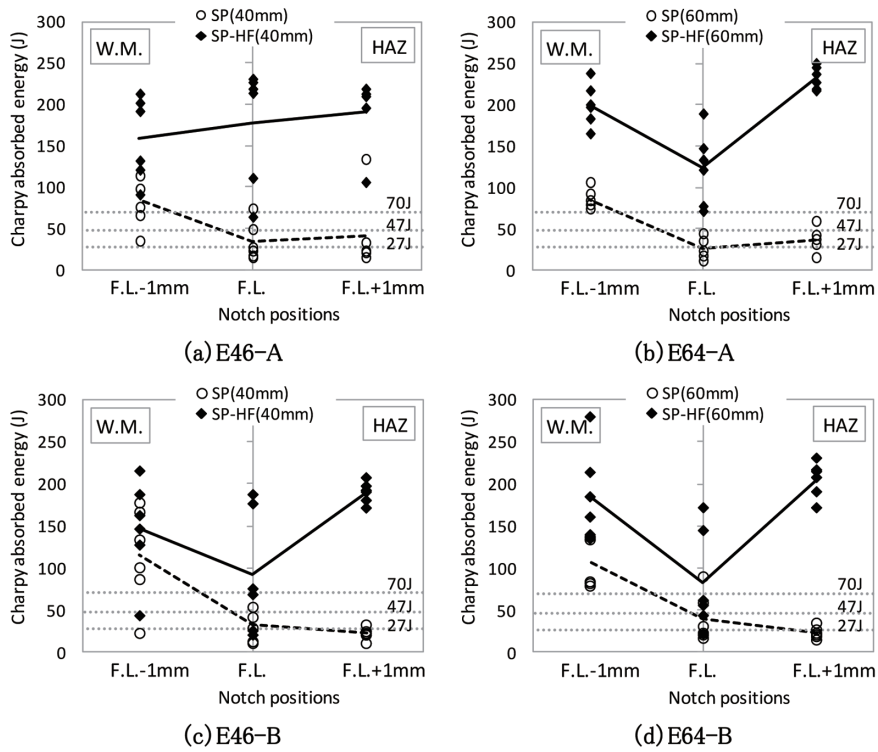 SP(40mm)
SP-HF(40mm)
W.M.
HAZ
Charpy absorbed energy (J)
300
250
200
150
100
50
0
70J
47J
27J
F.L.-1mm
F.L.
F.L.+1mm
Notch positions
(a)E46-A
SP(60mm)
SP-HF(60mm)
W.M.
HAZ
Charpy absorbed energy (J)
300
250
200
150
100
50
0
70J
47J
27J
F.L.-1mm
F.L.
F.L.+1mm
Notch positions
(b)E64-A
SP(40mm)
SP-HF(40mm)
W.M.
HAZ
Charpy absorbed energy (J)
300
250
200
150
100
50
0
70J
47J
27J
F.L.-1mm
F.L.
F.L.+1mm
Notch positions
(c)E46-B
SP(60mm)
SP-HF(60mm)
W.M.
HAZ
Charpy absorbed energy (J)
300
250
200
150
100
50
0
70J
47J
27J
F.L.-1mm
F.L.
F.L.+1mm
Notch positions
(d)E64-B